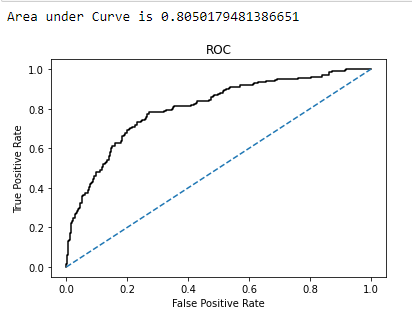 Area under Curve is 0.8050179481386651
ROC
1.0
0.8
0.6
0.4
0.2
0.0
True Positive Rate
0.0 0.2 0.4 0.6 0.8 1.0
False Positive Rate